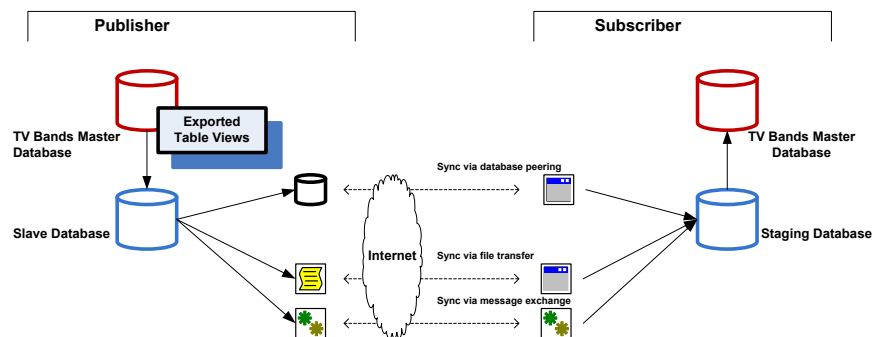 Publisher
Subscriber
Exported
Table Views
TV Bands Master
Database
TV Bands Master
Database
Sync via database peering
Slave Database
Internet
Sync via file transfer
Staging Database
Sync via message exchange